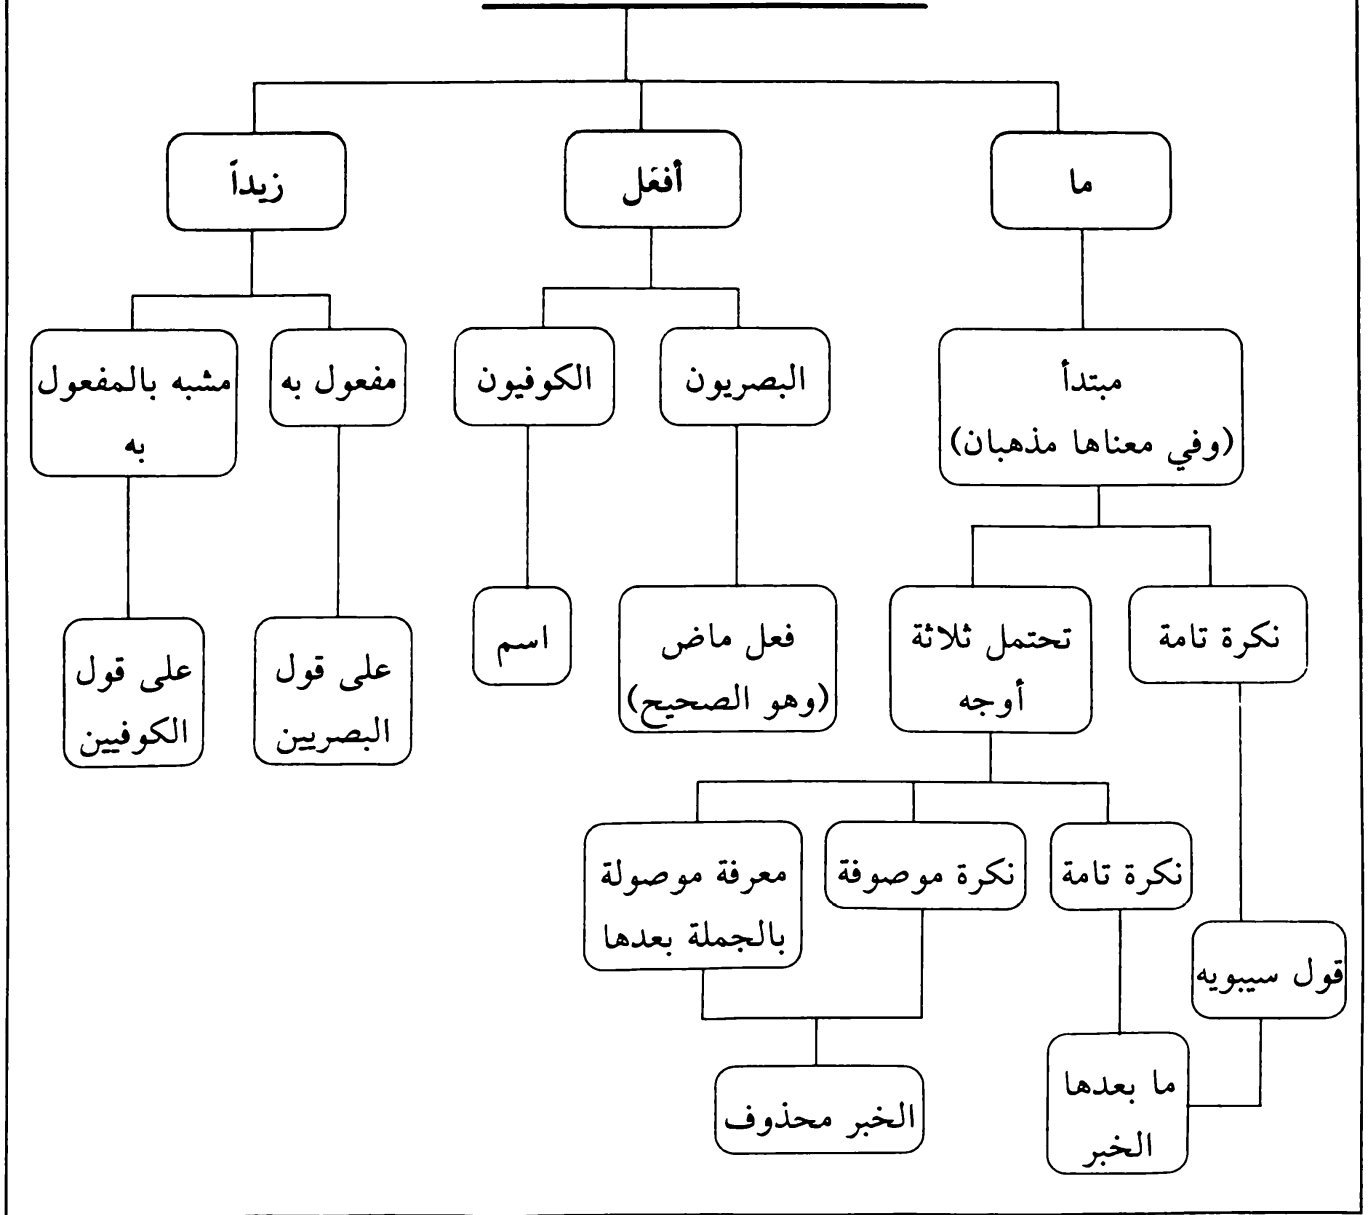 ما
أفعَل
زيداً
مبتدأ
(وفي معناها مذهبان)
البصريون
الكوفيون
مفعول به
مشبه بالمفعول
به
نكرة تامة
تحتمل ثلاثة
أوجه
فعل ماض
(وهو الصحيح)
اسم
على قول
البصريين
على قول
الكوفيين
نكرة تامة
نكرة موصوفة
معرفة موصولة
بالجملة بعدها
قول سيبويه
ما بعدها
الخبر
الخبر محذوف